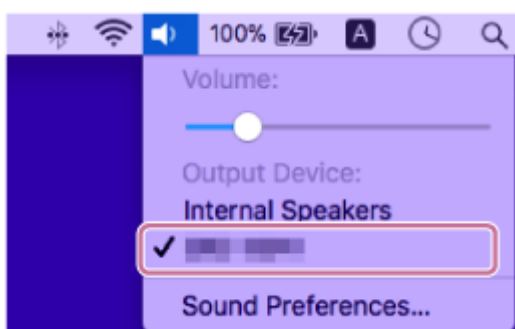 100% A
Volume:
Output Device:
Internal Speakers
Sound Preferences...